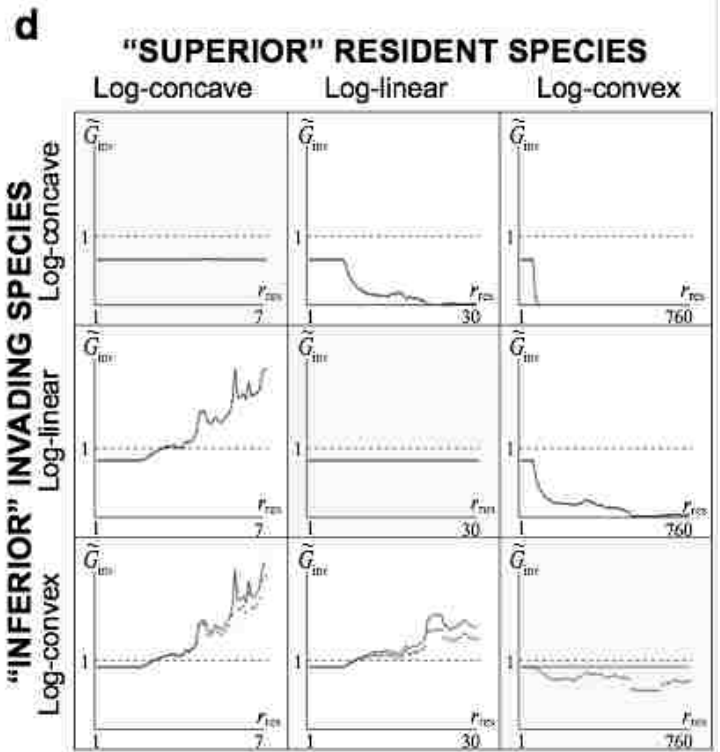 d
“SUPERIOR” RESIDENT SPECIES
Log-concave Log-linear Log-convex
“INFERIOR” INVADING SPECIES
Log-concave
G̃inv G̃inv G̃inv
1 1 1
rres rres rres
1 7 1 30 1 760
Log-linear
G̃inv G̃inv G̃inv
1 1 1
rres rres rres
1 7 1 30 1 760
Log-convex
G̃inv G̃inv G̃inv
1 1 1
rres rres rres
1 7 1 30 1 760